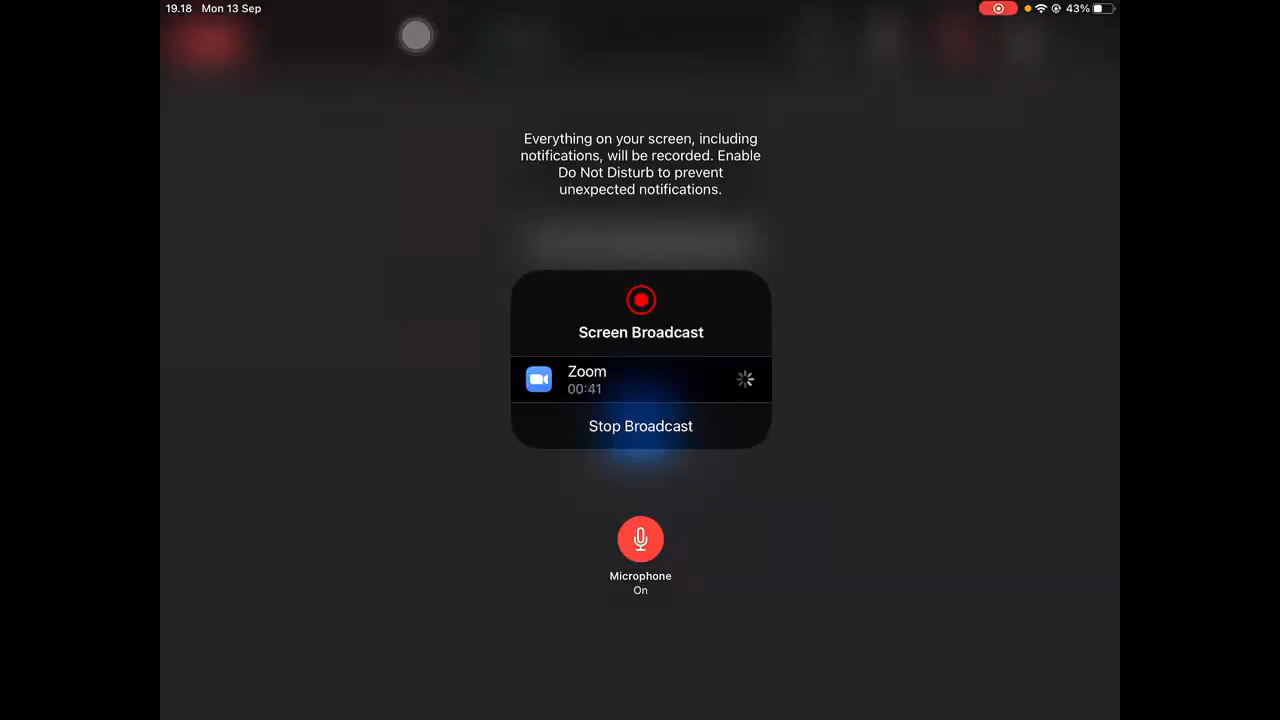 19.18 Mon 13 Sep
43%
Everything on your screen, including
notifications, will be recorded. Enable
Do Not Disturb to prevent
unexpected notifications.
Screen Broadcast
Zoom
00:41
Stop Broadcast
Microphone
On